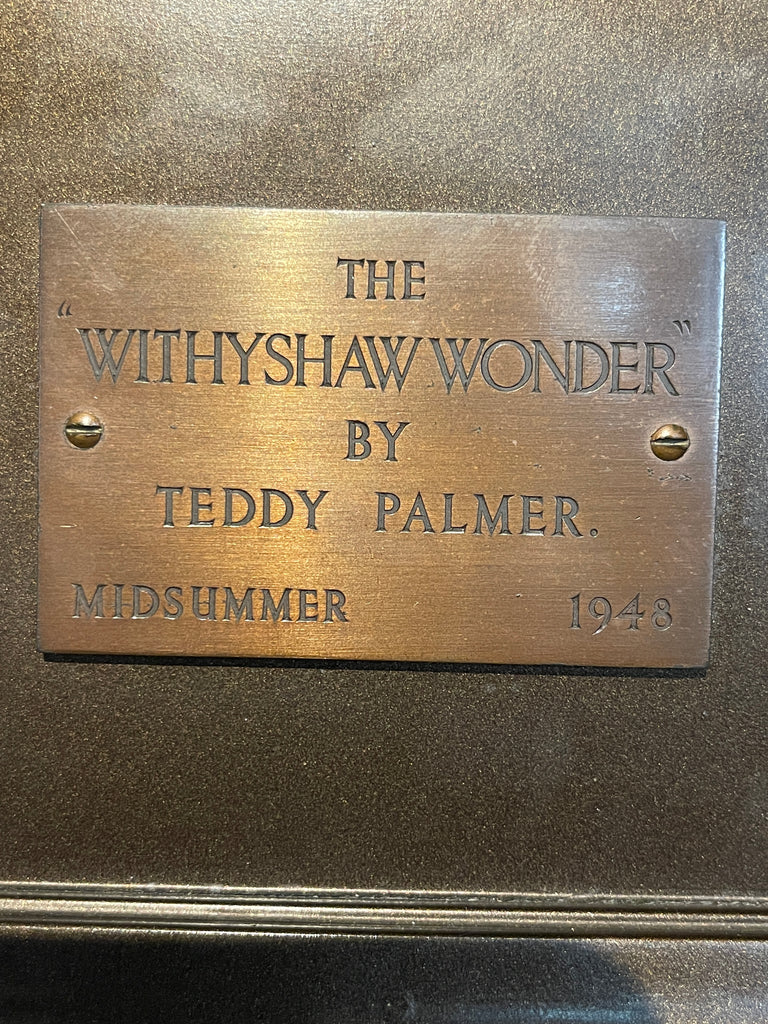 THE
"WITHYSHAW WONDER"
BY
TEDDY PALMER.
MIDSUMMER 1948